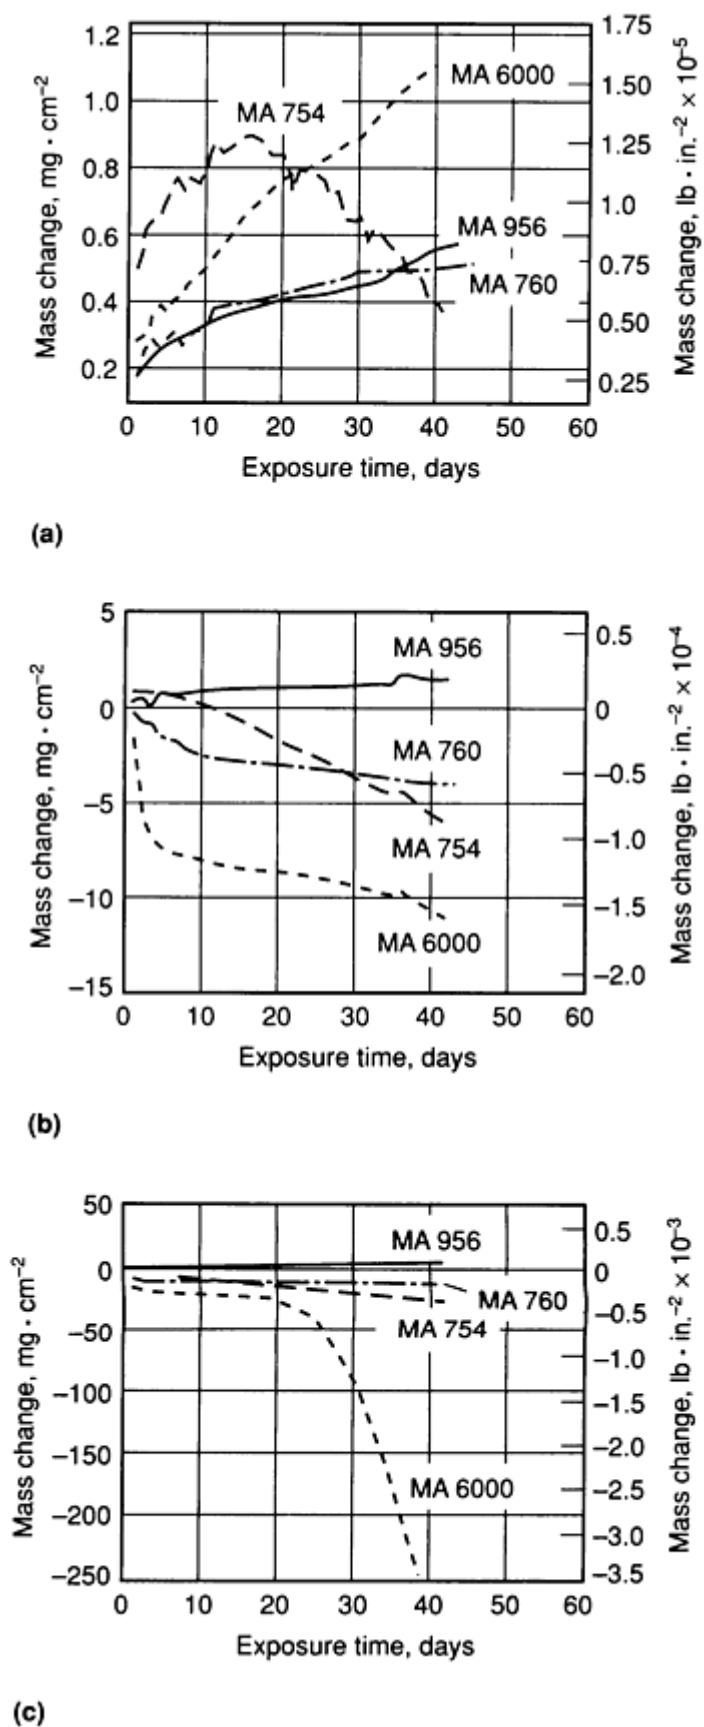 1.2
1.0
0.8
0.6
0.4
0.2
Mass change, mg · cm⁻²
1.75
1.50
1.25
1.0
0.75
0.50
0.25
Mass change, lb · in.⁻² × 10⁻⁵
MA 6000
MA 754
MA 956
MA 760
0 10 20 30 40 50 60
Exposure time, days
(a)
5
0
−5
−10
−15
Mass change, mg · cm⁻²
0.5
0
−0.5
−1.0
−1.5
−2.0
Mass change, lb · in.⁻² × 10⁻⁴
MA 956
MA 760
MA 754
MA 6000
0 10 20 30 40 50 60
Exposure time, days
(b)
50
0
−50
−100
−150
−200
−250
Mass change, mg · cm⁻²
0.5
0
−0.5
−1.0
−1.5
−2.0
−2.5
−3.0
−3.5
Mass change, lb · in.⁻² × 10⁻³
MA 956
MA 760
MA 754
MA 6000
0 10 20 30 40 50 60
Exposure time, days
(c)